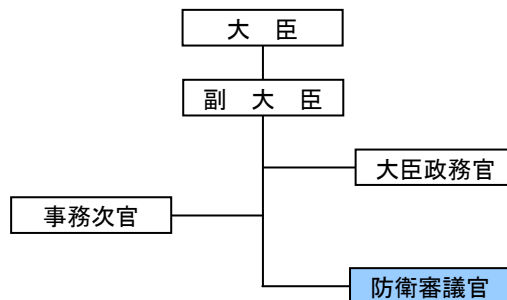 大　臣
副　大　臣
大臣政務官
事務次官
防衛審議官